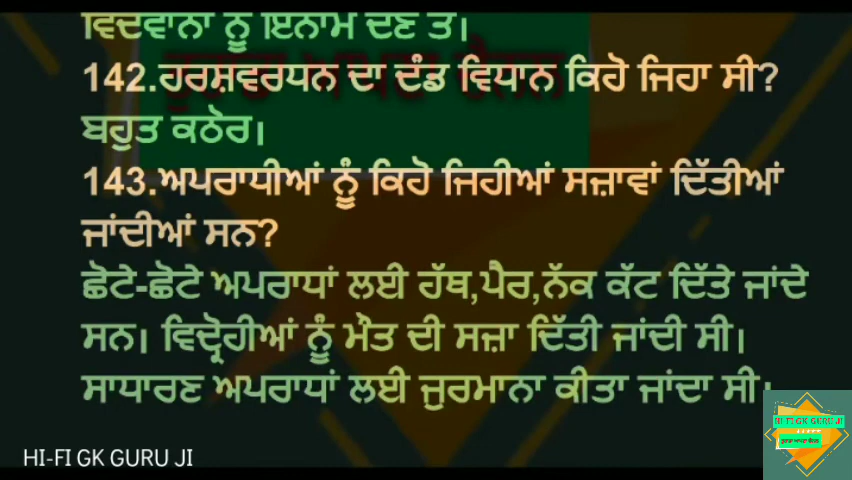 ਵਿਦਵਾਨਾਂ ਨੂੰ ਇਨਾਮ ਦੇਣ ਤੇ।
142.ਹਰਸ਼ਵਰਧਨ ਦਾ ਦੰਡ ਵਿਧਾਨ ਕਿਹੋ ਜਿਹਾ ਸੀ?
ਬਹੁਤ ਕਠੋਰ।
143.ਅਪਰਾਧੀਆਂ ਨੂੰ ਕਿਹੋ ਜਿਹੀਆਂ ਸਜ਼ਾਵਾਂ ਦਿੱਤੀਆਂ
ਜਾਂਦੀਆਂ ਸਨ?
ਛੋਟੇ-ਛੋਟੇ ਅਪਰਾਧਾਂ ਲਈ ਹੱਥ,ਪੈਰ,ਨੱਕ ਕੱਟ ਦਿੱਤੇ ਜਾਂਦੇ
ਸਨ। ਵਿਦ੍ਰੋਹੀਆਂ ਨੂੰ ਮੌਤ ਦੀ ਸਜ਼ਾ ਦਿੱਤੀ ਜਾਂਦੀ ਸੀ।
ਸਾਧਾਰਣ ਅਪਰਾਧਾਂ ਲਈ ਜੁਰਮਾਨਾ ਕੀਤਾ ਜਾਂਦਾ ਸੀ।
HI-FI GK GURU JI
HI-FI GK GURU JI